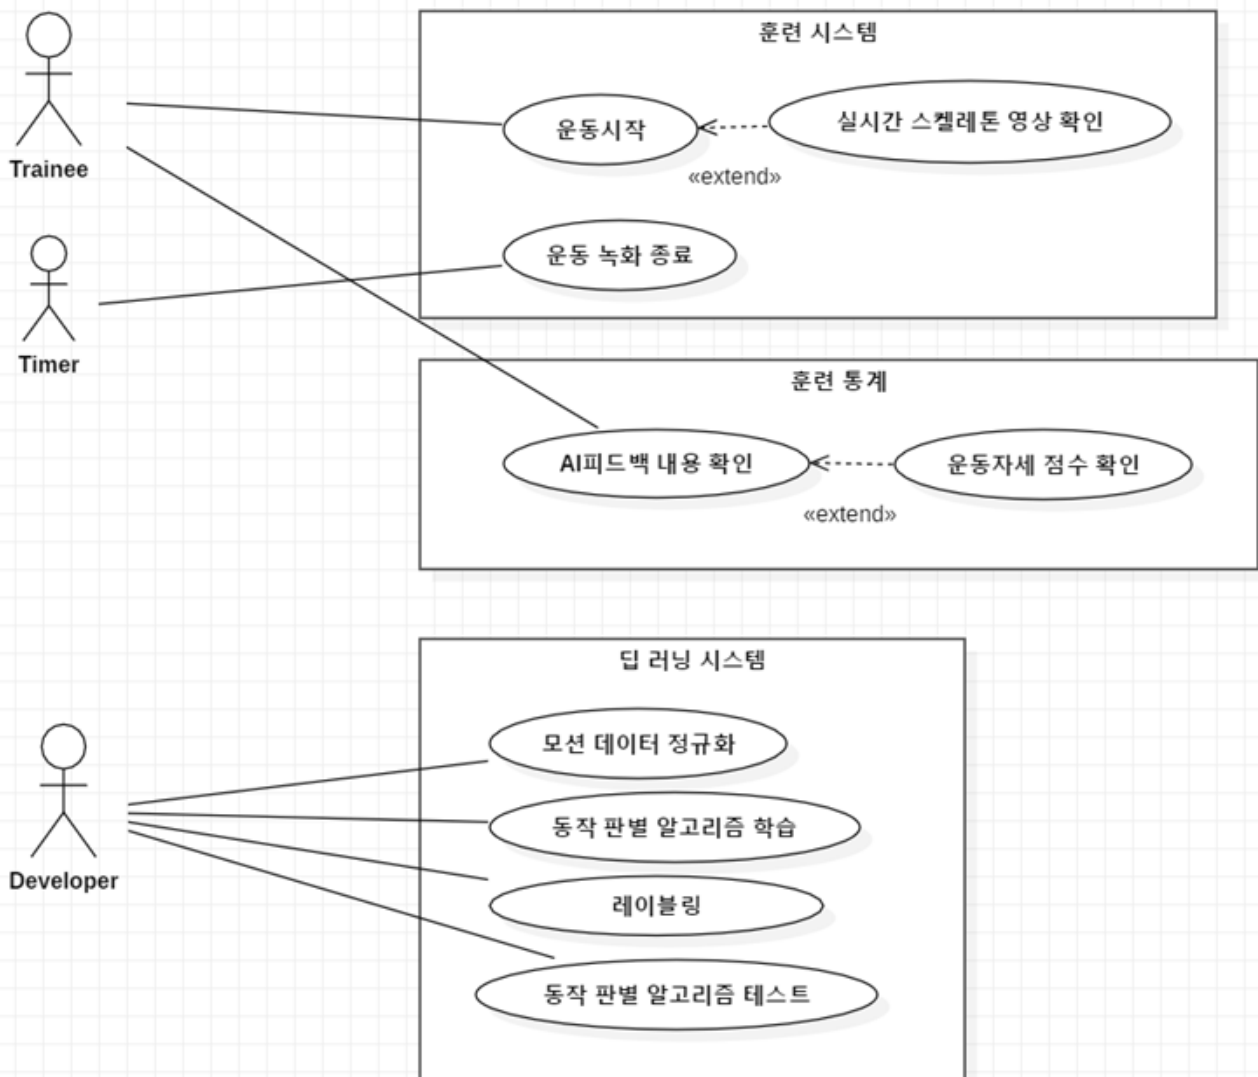 훈련 시스템
Trainee
운동시작
실시간 스켈레톤 영상 확인
«extend»
운동 녹화 종료
Timer
훈련 통계
AI피드백 내용 확인
운동자세 점수 확인
«extend»
딥 러닝 시스템
Developer
모션 데이터 정규화
동작 판별 알고리즘 학습
레이블링
동작 판별 알고리즘 테스트